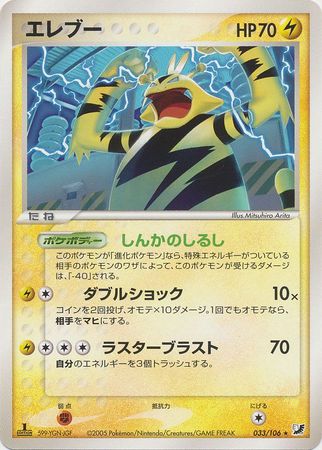 エレブー HP70
たね Illus.Mitsuhiro Arita
ポケボディー しんかのしるし
このポケモンが「進化ポケモン」なら、特殊エネルギーがついている
相手のポケモンのワザによって、このポケモンが受けるダメージ
は、「-40」される。
ダブルショック 10×
コインを2回投げ、オモテ×10ダメージ。1回でもオモテなら、
相手をマヒにする。
ラスターブラスト 70
自分のエネルギーを3個トラッシュする。
弱点 抵抗力 にげる
1 EDITION 599-YGN-JGF ©2005 Pokémon/Nintendo/Creatures/GAME FREAK 033/106 ★